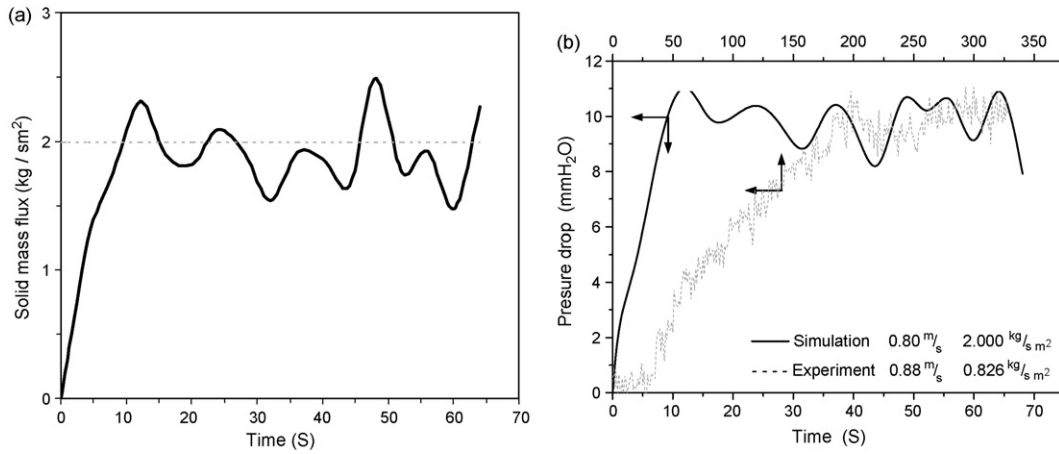 (a)
3
2
1
0
Solid mass flux (kg / sm²)
0 10 20 30 40 50 60 70
Time (S)
(b)
0 50 100 150 200 250 300 350
12
10
8
6
4
2
0
Presure drop (mmH₂O)
Simulation 0.80 m/s 2.000 kg/s m²
Experiment 0.88 m/s 0.826 kg/s m²
0 10 20 30 40 50 60 70
Time (S)